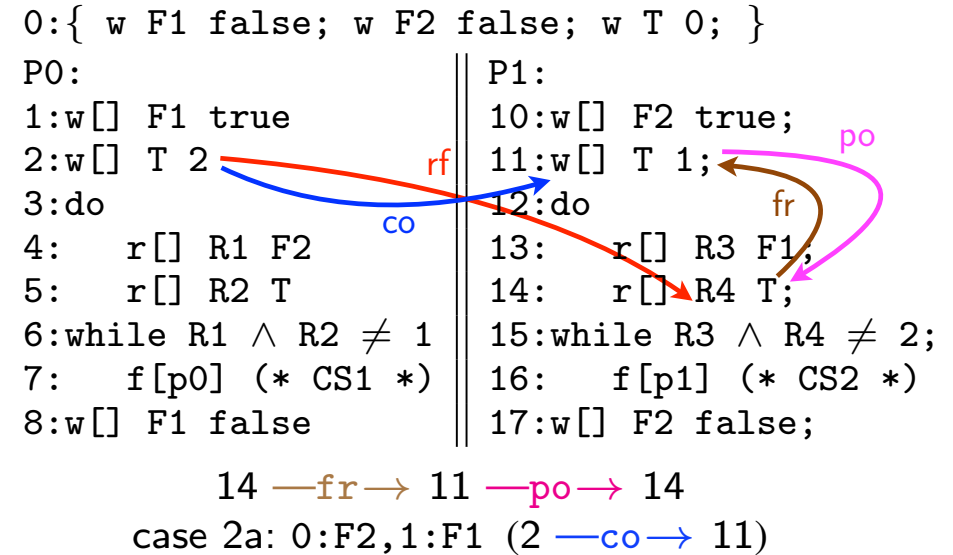 0:{ w F1 false; w F2 false; w T 0; }
P0: P1:
1:w[] F1 true 10:w[] F2 true;
po
2:w[] T 2 rf 11:w[] T 1;
3:do co 12:do fr
4: r[] R1 F2 13: r[] R3 F1;
5: r[] R2 T 14: r[] R4 T;
6:while R1 ∧ R2 ≠ 1 15:while R3 ∧ R4 ≠ 2;
7: f[p0] (* CS1 *) 16: f[p1] (* CS2 *)
8:w[] F1 false 17:w[] F2 false;
14 —fr→ 11 —po→ 14
case 2a: 0:F2,1:F1 (2 —co→ 11)